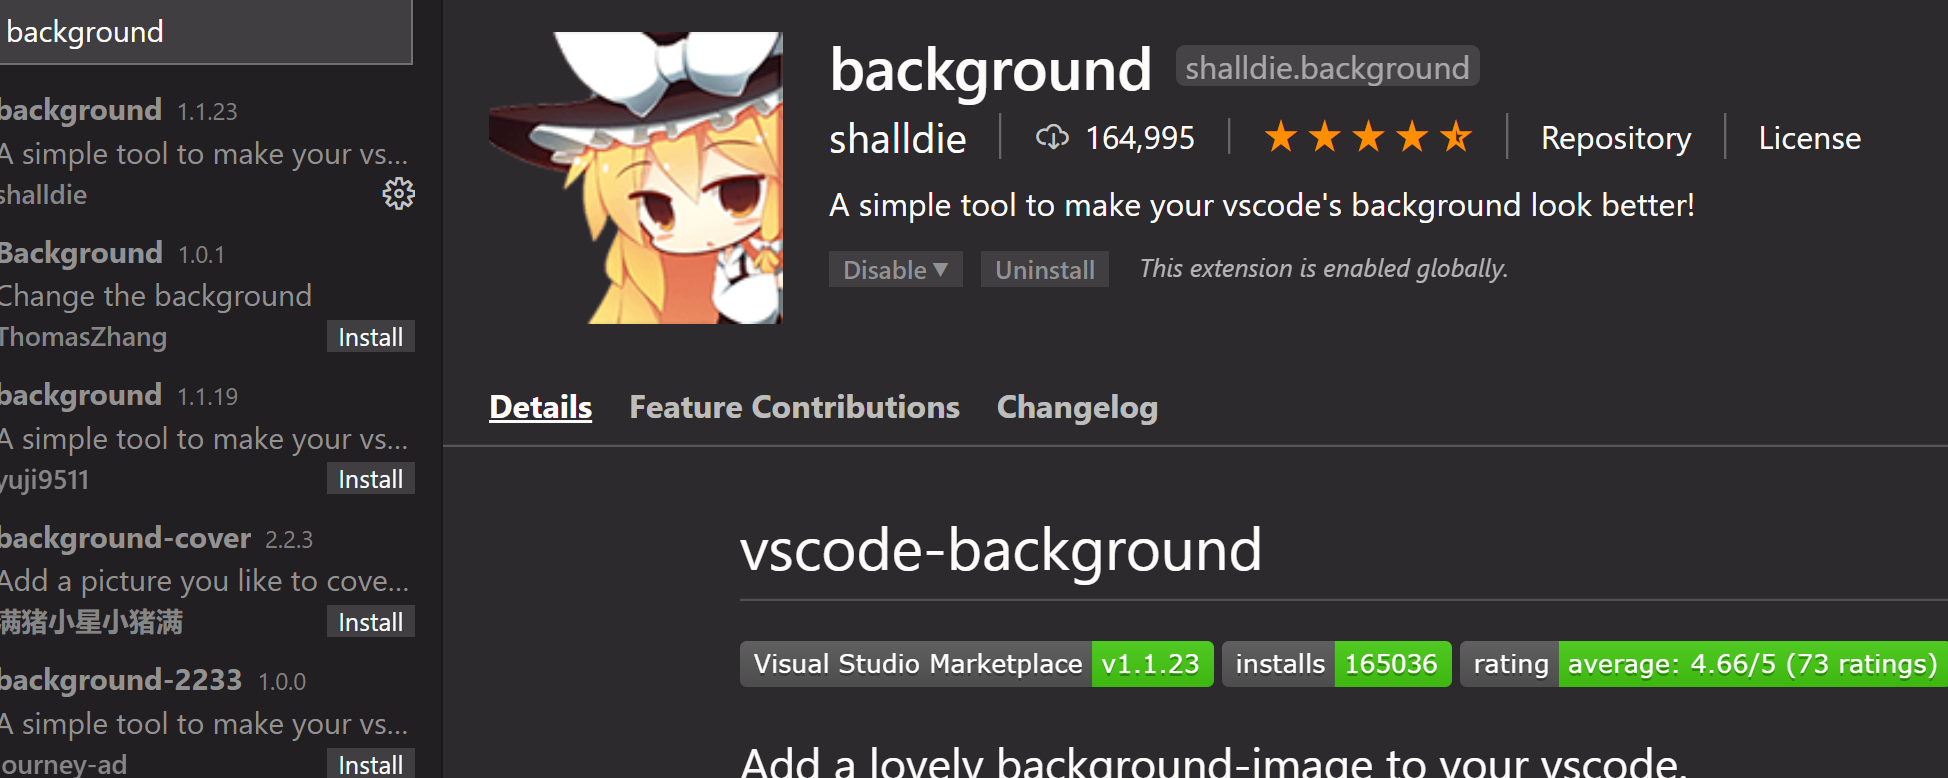 background
background 1.1.23
A simple tool to make your vs...
shalldie
Background 1.0.1
Change the background
ThomasZhang
Install
background 1.1.19
A simple tool to make your vs...
yuji9511
Install
background-cover 2.2.3
Add a picture you like to cove...
满猪小星小猪满
Install
background-2233 1.0.0
A simple tool to make your vs...
journey-ad
Install
background shalldie.background
shalldie 164,995 Repository License
A simple tool to make your vscode's background look better!
Disable▼ Uninstall This extension is enabled globally.
Details Feature Contributions Changelog
vscode-background
Visual Studio Marketplace v1.1.23 installs 165036 rating average: 4.66/5 (73 ratings)
Add a lovely background-image to your vscode.